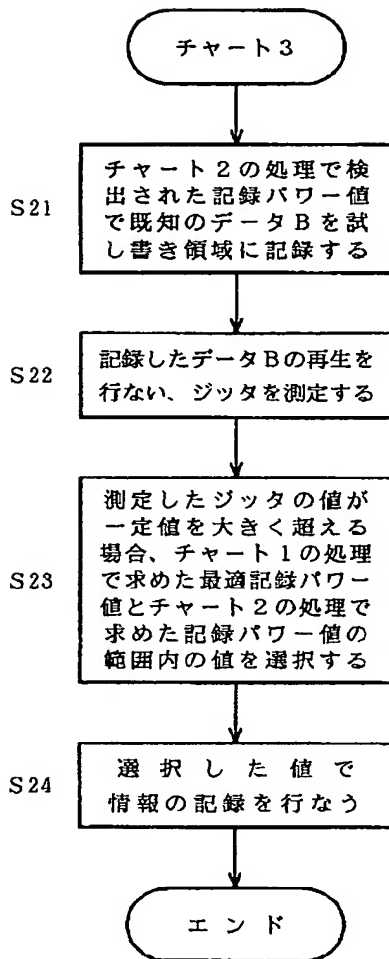 チャート3
S21
チャート2の処理で検
出された記録パワー値
で既知のデータBを試
し書き領域に記録する
S22
記録したデータBの再生を
行ない、ジッタを測定する
S23
測定したジッタの値が
一定値を大きく超える
場合、チャート1の処理
で求めた最適記録パワー
値とチャート2の処理で
求めた記録パワー値の
範囲内の値を選択する
S24
選択した値で
情報の記録を行なう
エンド